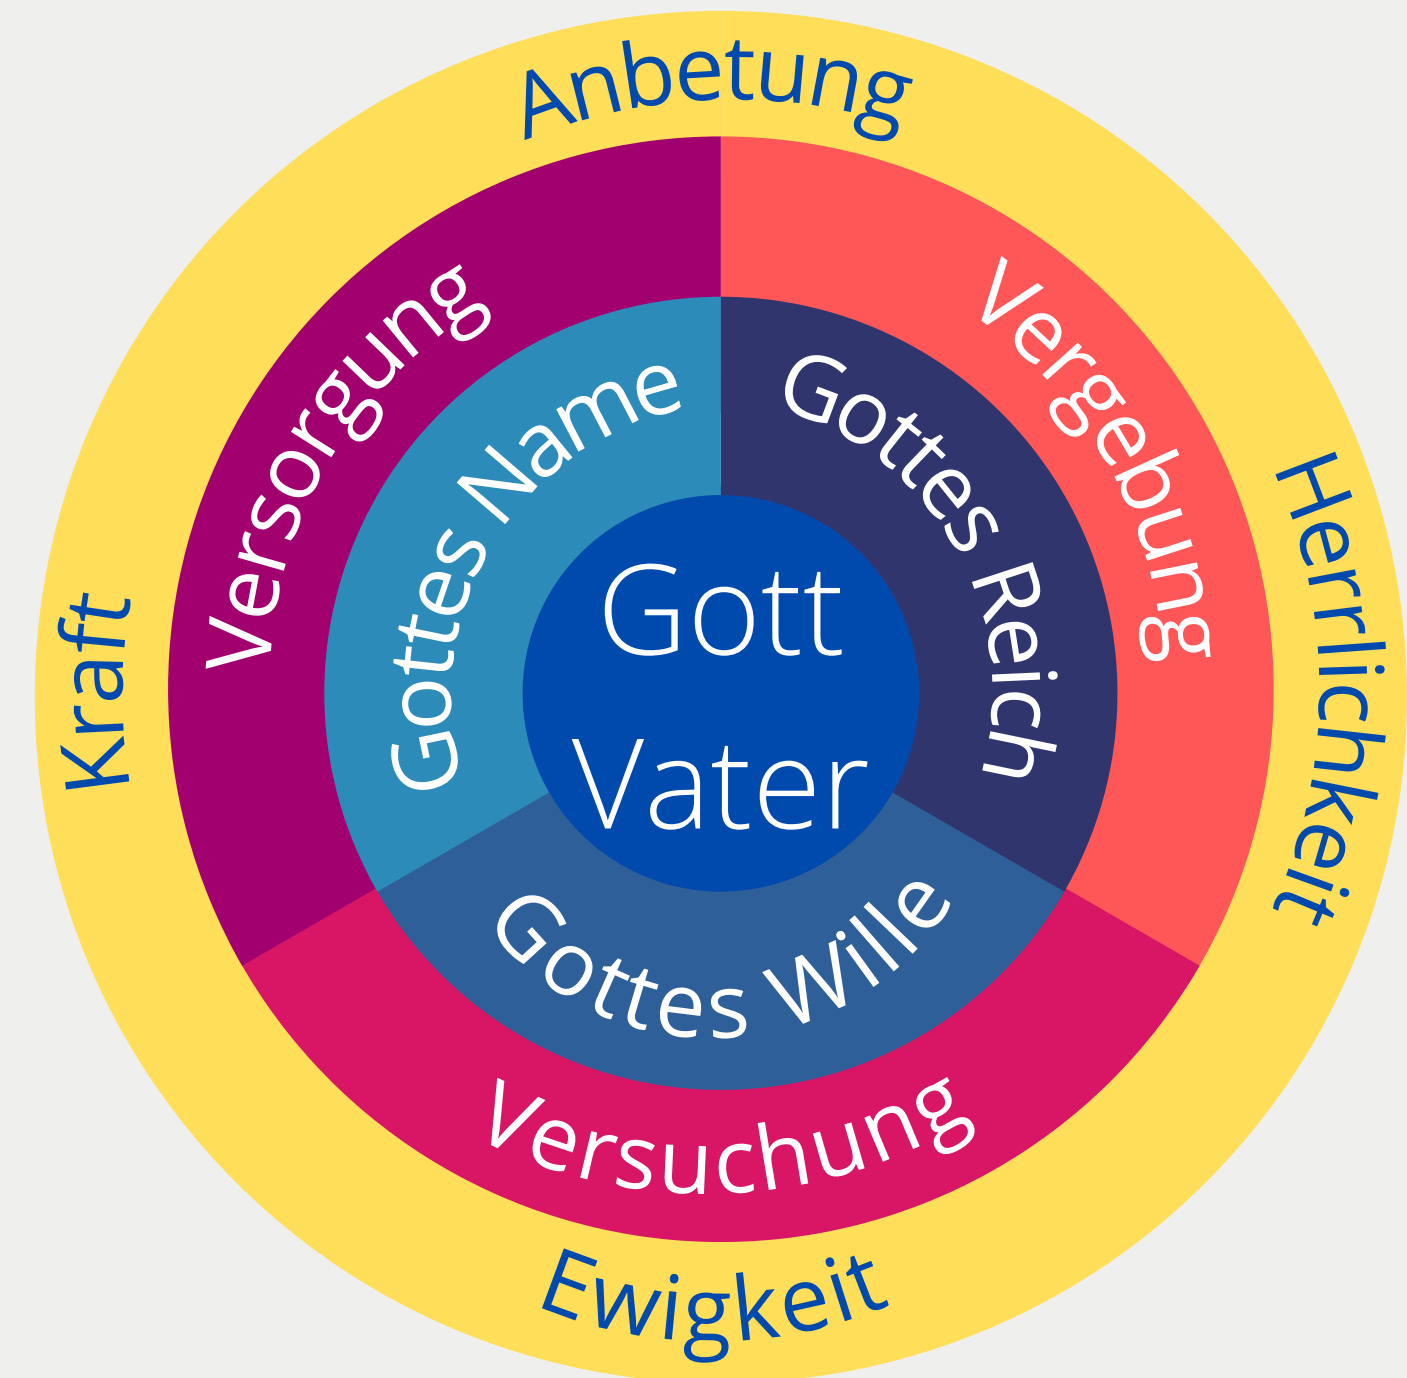 Anbetung
Versorgung
Vergebung
Gottes Name
Gottes Reich
Kraft
Herrlichkeit
Gott
Vater
Gottes Wille
Versuchung
Ewigkeit